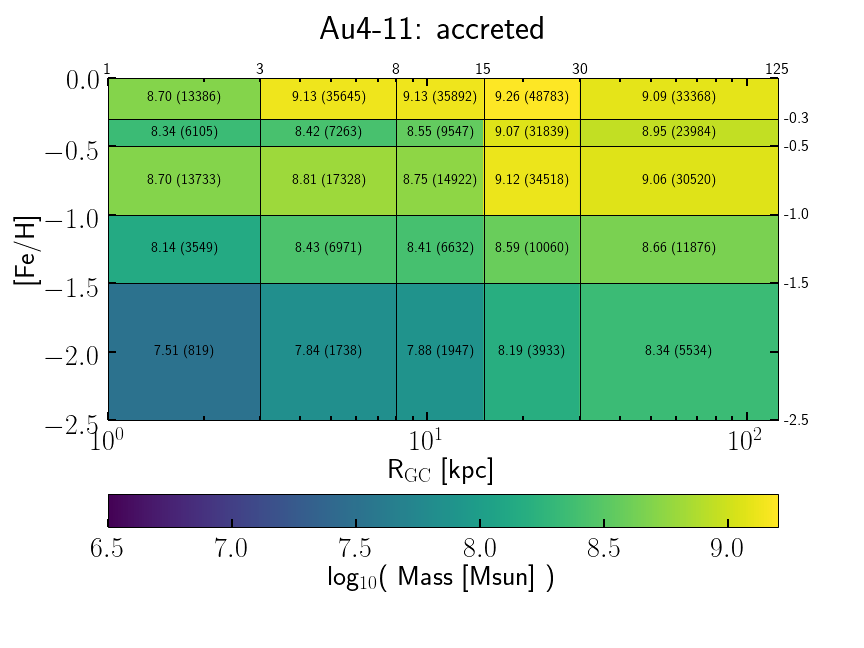 Au4-11: accreted
1 3 8 15 30 125
0.0 8.70 (13386) 9.13 (35645) 9.13 (35892) 9.26 (48783) 9.09 (33368)
-0.3
8.34 (6105) 8.42 (7263) 8.55 (9547) 9.07 (31839) 8.95 (23984)
−0.5 -0.5
8.70 (13733) 8.81 (17328) 8.75 (14922) 9.12 (34518) 9.06 (30520)
−1.0 -1.0
[Fe/H]
8.14 (3549) 8.43 (6971) 8.41 (6632) 8.59 (10060) 8.66 (11876)
−1.5 -1.5
−2.0 7.51 (819) 7.84 (1738) 7.88 (1947) 8.19 (3933) 8.34 (5534)
−2.5 -2.5
10⁰ 10¹ 10²
R_GC [kpc]
6.5 7.0 7.5 8.0 8.5 9.0
log₁₀( Mass [Msun] )